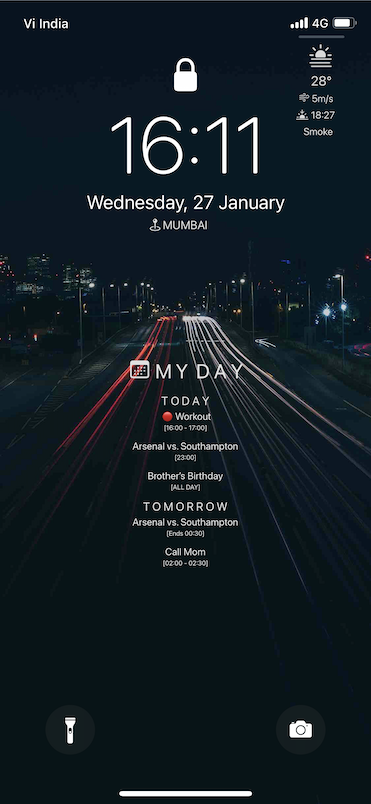 Vi India
4G
28°
5m/s
18:27
Smoke
16:11
Wednesday, 27 January
MUMBAI
MY DAY
TODAY
Workout
[16:00 - 17:00]
Arsenal vs. Southampton
[23:00]
Brother's Birthday
[ALL DAY]
TOMORROW
Arsenal vs. Southampton
[Ends 00:30]
Call Mom
[02:00 - 02:30]